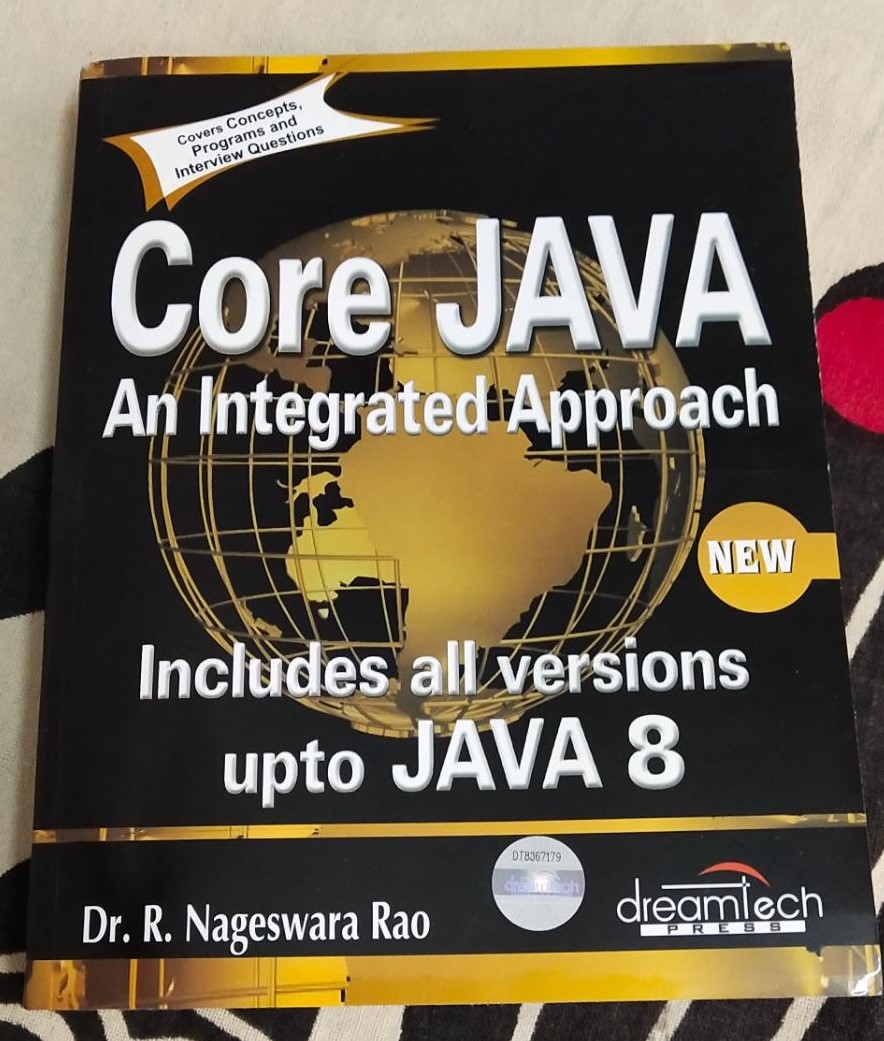 Covers Concepts,
Programs and
Interview Questions
Core JAVA
An Integrated Approach
NEW
Includes all versions
upto JAVA 8
DT8367179
dreamtech
Dr. R. Nageswara Rao
dreamtech
PRESS